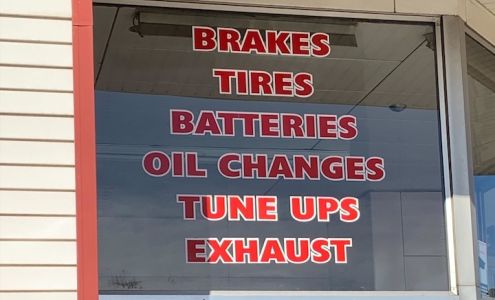 BRAKES
TIRES
BATTERIES
OIL CHANGES
TUNE UPS
EXHAUST